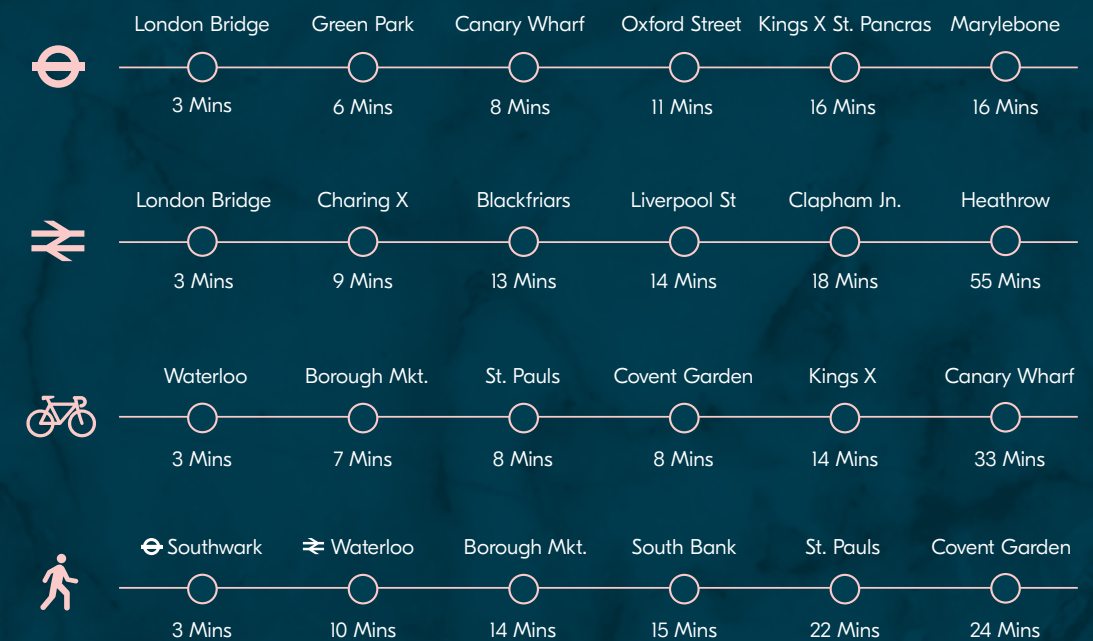 London Bridge Green Park Canary Wharf Oxford Street Kings X St. Pancras Marylebone
3 Mins 6 Mins 8 Mins 11 Mins 16 Mins 16 Mins
London Bridge Charing X Blackfriars Liverpool St Clapham Jn. Heathrow
3 Mins 9 Mins 13 Mins 14 Mins 18 Mins 55 Mins
Waterloo Borough Mkt. St. Pauls Covent Garden Kings X Canary Wharf
3 Mins 7 Mins 8 Mins 8 Mins 14 Mins 33 Mins
Southwark Waterloo Borough Mkt. South Bank St. Pauls Covent Garden
3 Mins 10 Mins 14 Mins 15 Mins 22 Mins 24 Mins